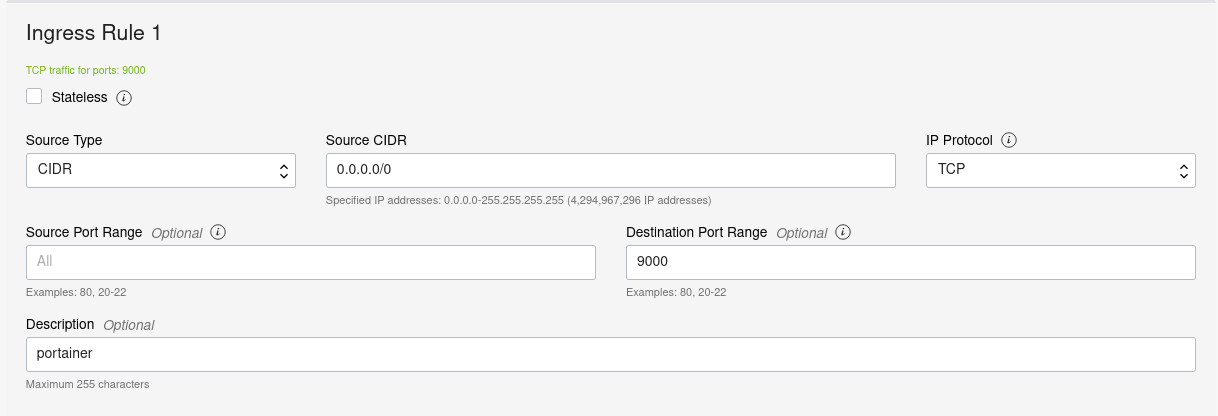 Ingress Rule 1
TCP traffic for ports: 9000
Stateless
Source Type
Source CIDR
IP Protocol
CIDR
0.0.0.0/0
TCP
Specified IP addresses: 0.0.0.0-255.255.255.255 (4,294,967,296 IP addresses)
Source Port Range Optional
Destination Port Range Optional
All
9000
Examples: 80, 20-22
Examples: 80, 20-22
Description Optional
portainer
Maximum 255 characters